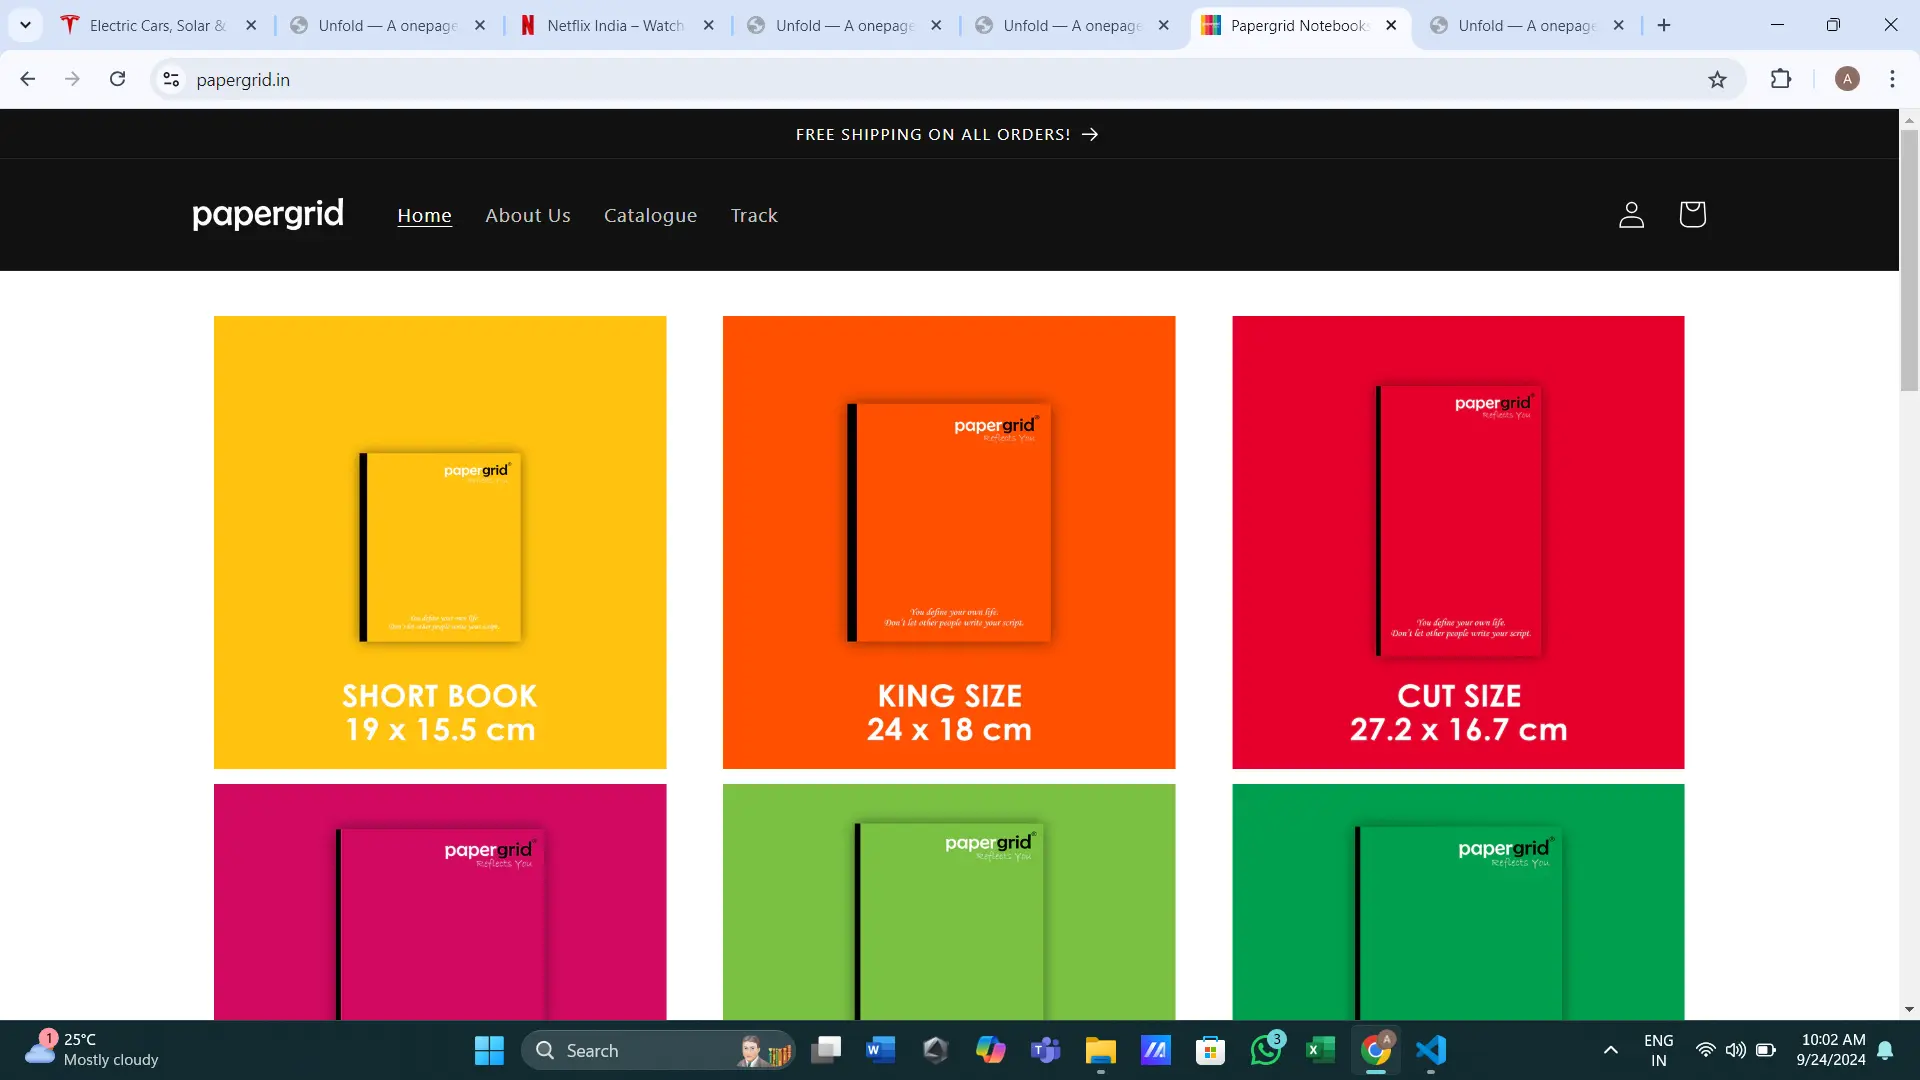 Electric Cars, Solar &
Unfold — A onepage
Netflix India – Watch
Unfold — A onepage
Unfold — A onepage
Papergrid Notebooks
Unfold — A onepage
papergrid.in
A
FREE SHIPPING ON ALL ORDERS!
papergrid
Home
About Us
Catalogue
Track
papergrid®
Reflects You
You define your own life.
Don't let other people write your script.
SHORT BOOK
19 x 15.5 cm
papergrid®
Reflects You
You define your own life.
Don't let other people write your script.
KING SIZE
24 x 18 cm
papergrid®
Reflects You
You define your own life.
Don't let other people write your script.
CUT SIZE
27.2 x 16.7 cm
papergrid®
Reflects You
papergrid®
Reflects You
papergrid®
Reflects You
1
25°C
Mostly cloudy
Search
3
ENG
IN
10:02 AM
9/24/2024